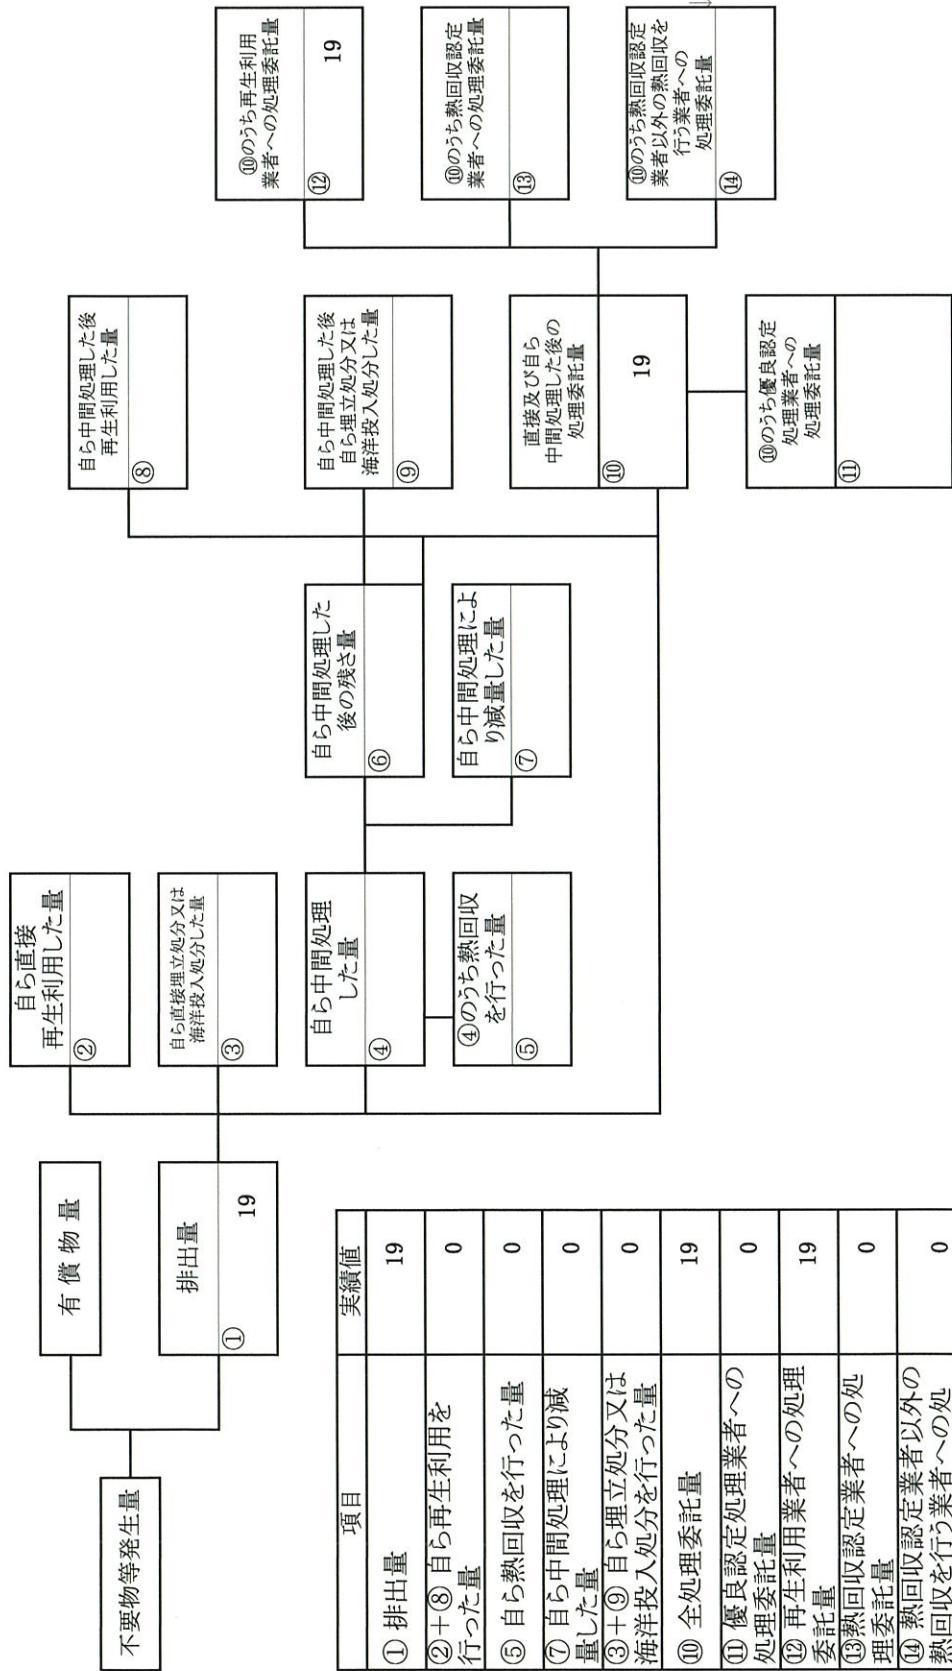 不要物等発生量
有償物量
排出量
①
19
自ら直接
再生利用した量
②
自ら直接埋立処分又は
海洋投入処分した量
③
自ら中間処理
した量
④
④のうち熱回収
を行った量
⑤
自ら中間処理した
後の残さ量
⑥
自ら中間処理によ
り減量した量
⑦
自ら中間処理した後
再生利用した量
⑧
自ら中間処理した後
自ら埋立処分又は
海洋投入処分した量
⑨
直接及び自ら
中間処理した後の
処理委託量
⑩
19
⑩のうち優良認定
処理業者への
処理委託量
⑪
⑩のうち再生利用
業者への処理委託量
⑫
19
⑩のうち熱回収認定
業者への処理委託量
⑬
⑩のうち熱回収認定
業者以外の熱回収を
行う業者への
処理委託量
⑭
項目
実績値
① 排出量
19
②+⑧ 自ら再生利用を
行った量
0
⑤ 自ら熱回収を行った量
0
⑦ 自ら中間処理により減
量した量
0
③+⑨ 自ら埋立処分又は
海洋投入処分を行った量
0
⑩ 全処理委託量
19
⑪ 優良認定処理業者への
処理委託量
0
⑫ 再生利用業者への処理
委託量
19
⑬熱回収認定業者への処
理委託量
0
⑭ 熱回収認定業者以外の
熱回収を行う業者への処
0